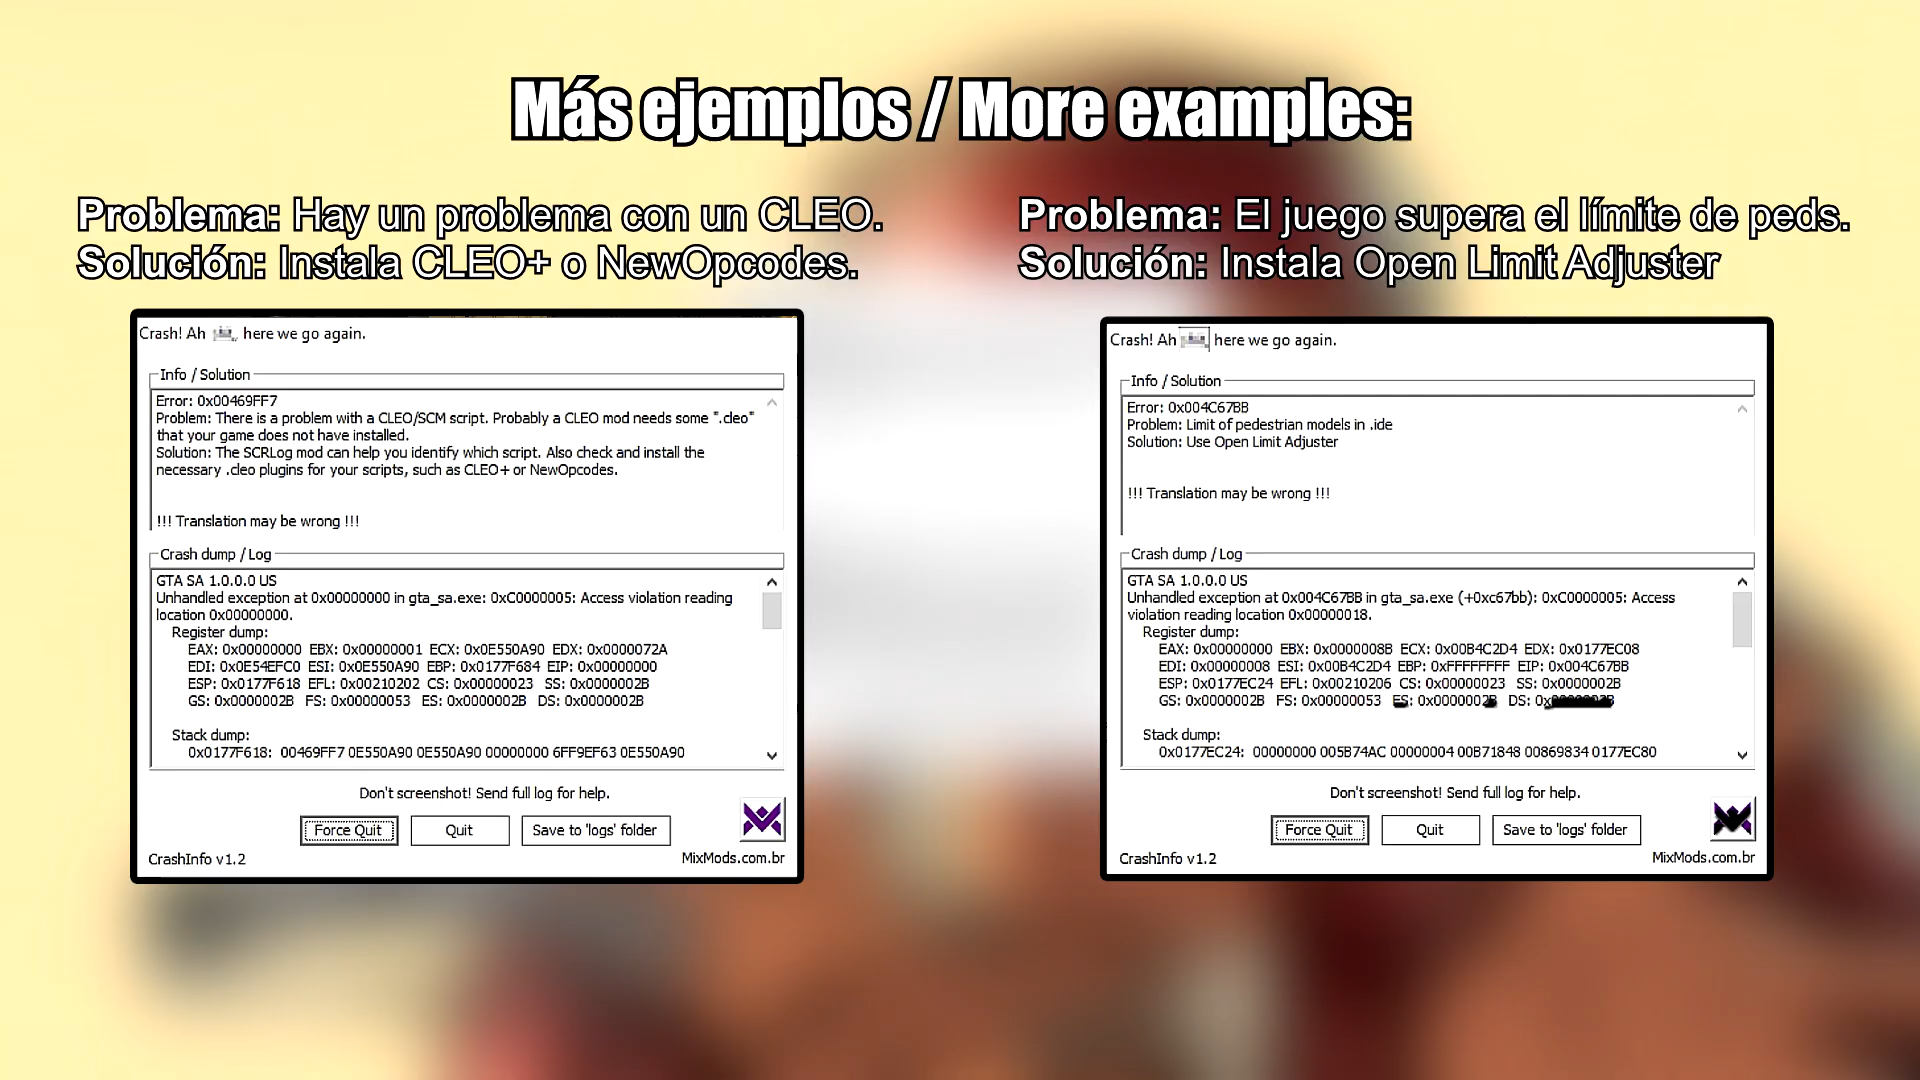 Más ejemplos / More examples:
Problema: Hay un problema con un CLEO.
Solución: Instala CLEO+ o NewOpcodes.
Crash! Ah here we go again.
Info / Solution
Error: 0x00469FF7
Problem: There is a problem with a CLEO/SCM script. Probably a CLEO mod needs some ".cleo"
that your game does not have installed.
Solution: The SCRLog mod can help you identify which script. Also check and install the
necessary .cleo plugins for your scripts, such as CLEO+ or NewOpcodes.
!!! Translation may be wrong !!!
Crash dump / Log
GTA SA 1.0.0.0 US
Unhandled exception at 0x00000000 in gta_sa.exe: 0xC0000005: Access violation reading
location 0x00000000.
Register dump:
EAX: 0x00000000 EBX: 0x00000001 ECX: 0x0E550A90 EDX: 0x0000072A
EDI: 0x0E54EFC0 ESI: 0x0E550A90 EBP: 0x0177F684 EIP: 0x00000000
ESP: 0x0177F618 EFL: 0x00210202 CS: 0x00000023 SS: 0x0000002B
GS: 0x0000002B FS: 0x00000053 ES: 0x0000002B DS: 0x0000002B
Stack dump:
0x0177F618: 00469FF7 0E550A90 0E550A90 00000000 6FF9EF63 0E550A90
Don't screenshot! Send full log for help.
Force Quit
Quit
Save to 'logs' folder
CrashInfo v1.2
MixMods.com.br
Problema: El juego supera el límite de peds.
Solución: Instala Open Limit Adjuster
Crash! Ah here we go again.
Info / Solution
Error: 0x004C67BB
Problem: Limit of pedestrian models in .ide
Solution: Use Open Limit Adjuster
!!! Translation may be wrong !!!
Crash dump / Log
GTA SA 1.0.0.0 US
Unhandled exception at 0x004C67BB in gta_sa.exe (+0xc67bb): 0xC0000005: Access
violation reading location 0x00000018.
Register dump:
EAX: 0x00000000 EBX: 0x0000008B ECX: 0x00B4C2D4 EDX: 0x0177EC08
EDI: 0x00000008 ESI: 0x00B4C2D4 EBP: 0xFFFFFFFF EIP: 0x004C67BB
ESP: 0x0177EC24 EFL: 0x00210206 CS: 0x00000023 SS: 0x0000002B
GS: 0x0000002B FS: 0x00000053 ES: 0x0000002B DS:
Stack dump:
0x0177EC24: 00000000 005B74AC 00000004 00B71848 00869834 0177EC80
Don't screenshot! Send full log for help.
Force Quit
Quit
Save to 'logs' folder
CrashInfo v1.2
MixMods.com.br